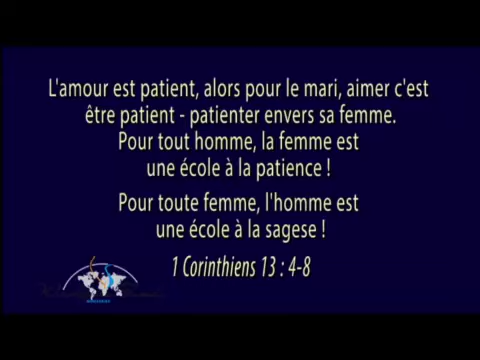 L'amour est patient, alors pour le mari, aimer c'est
être patient - patienter envers sa femme.
Pour tout homme, la femme est
une école à la patience !
Pour toute femme, l'homme est
une école à la sagese !
1 Corinthiens 13 : 4-8